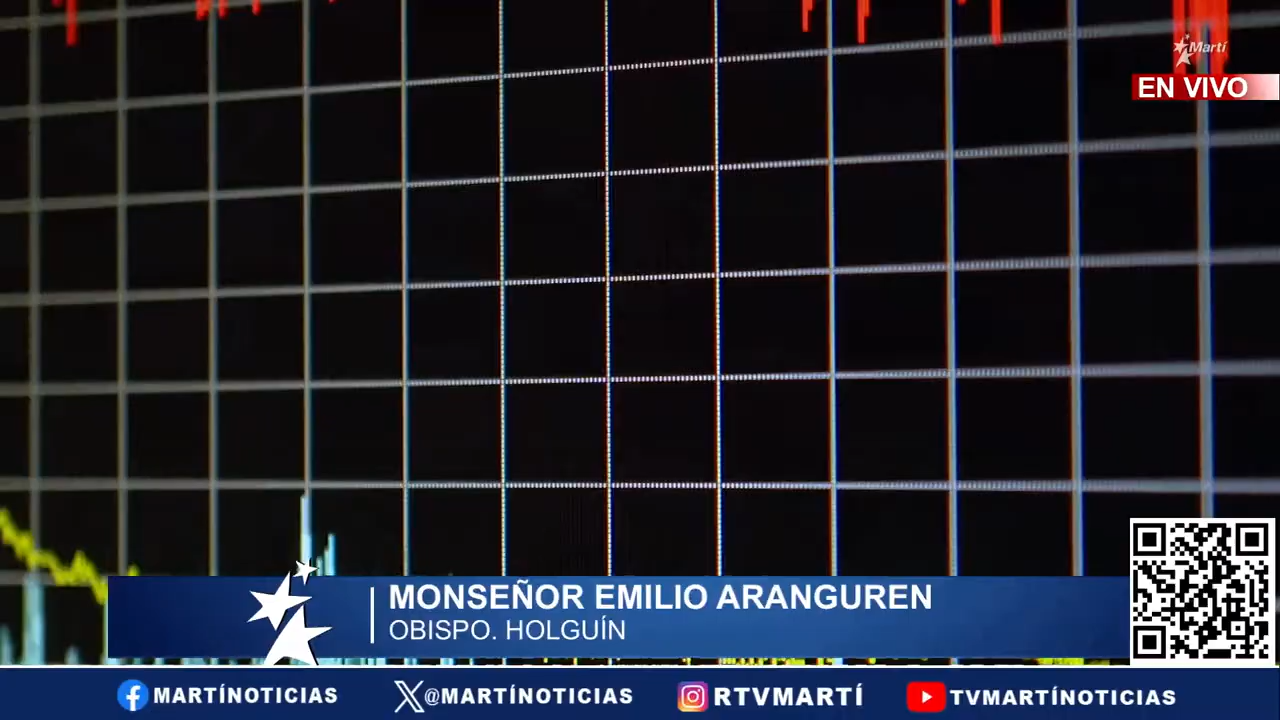 Martí
EN VIVO
MONSEÑOR EMILIO ARANGUREN
OBISPO. HOLGUÍN
MARTÍNOTICIAS
@MARTÍNOTICIAS
RTVMARTÍ
TVMARTÍNOTICIAS